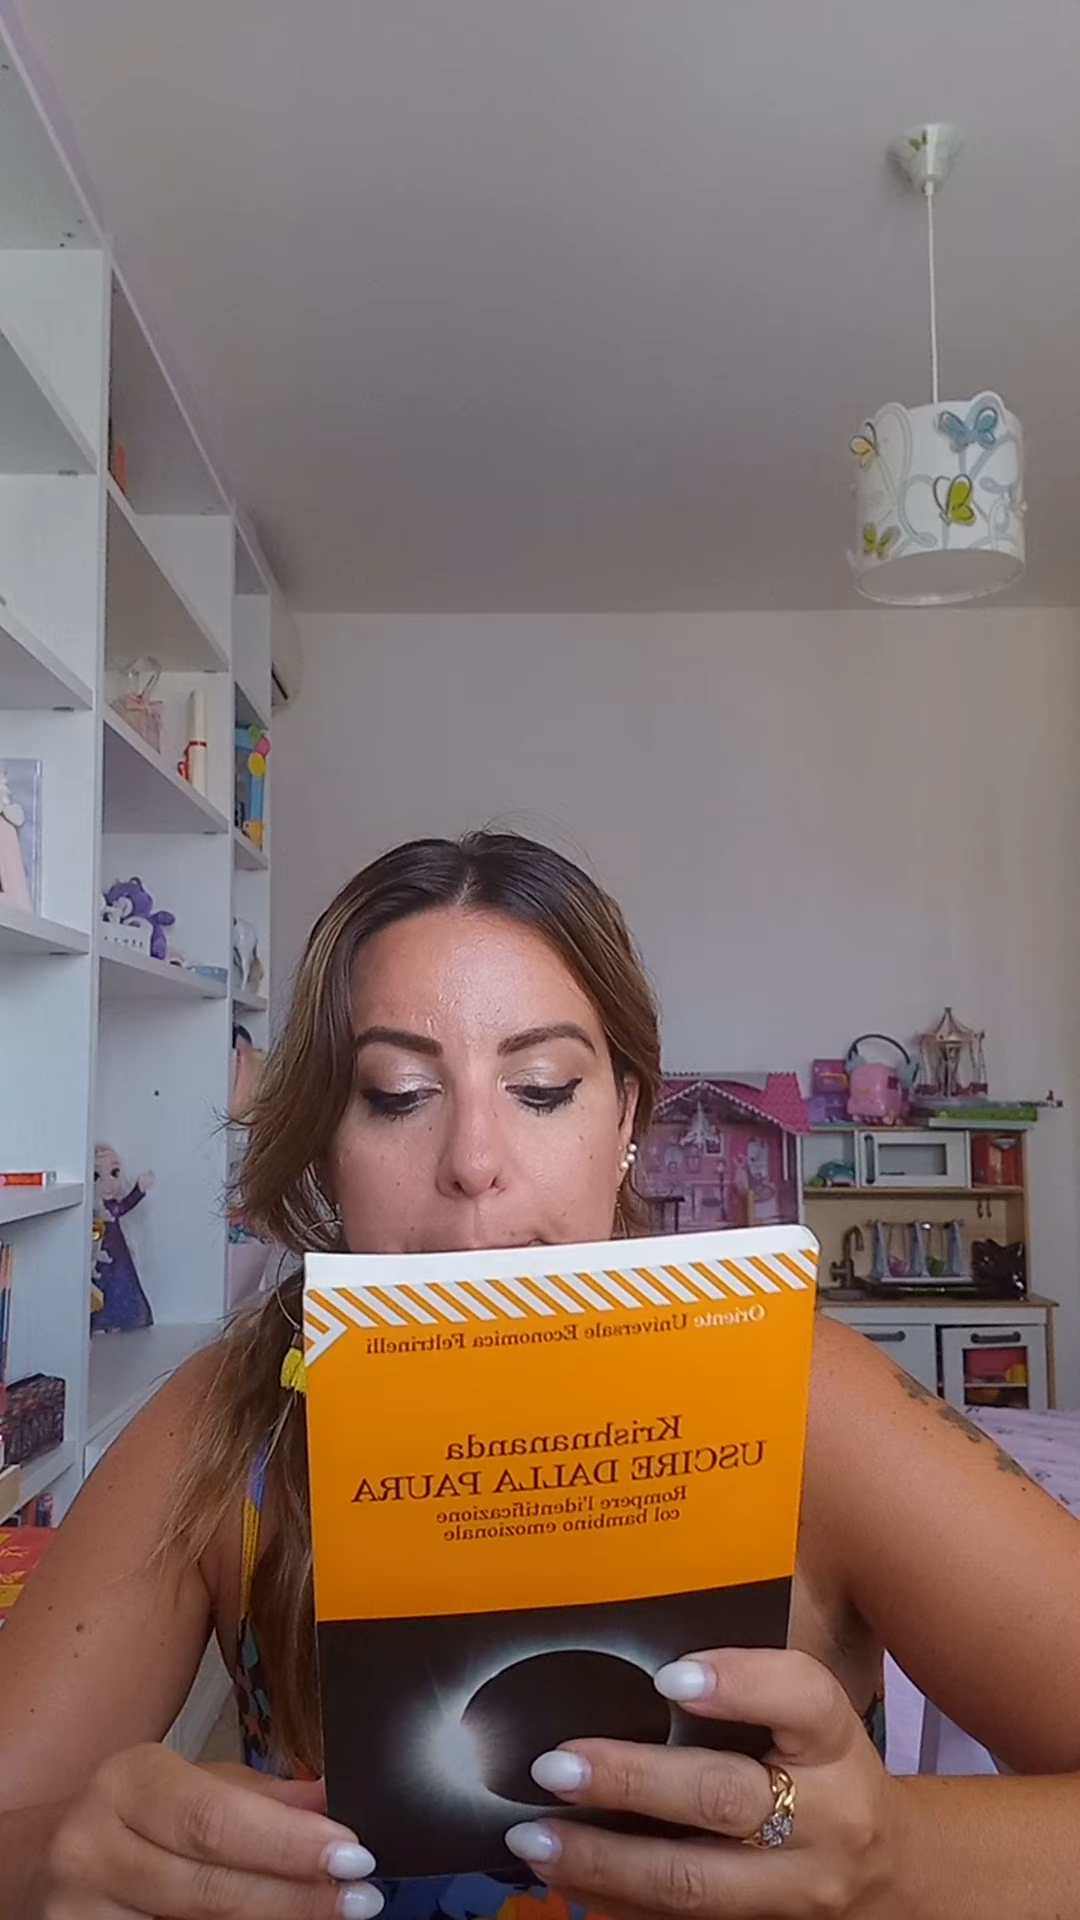 Oriente Universale Economica Feltrinelli
Krishnananda
USCIRE DALLA PAURA
Rompere l'identificazione
col bambino emozionale